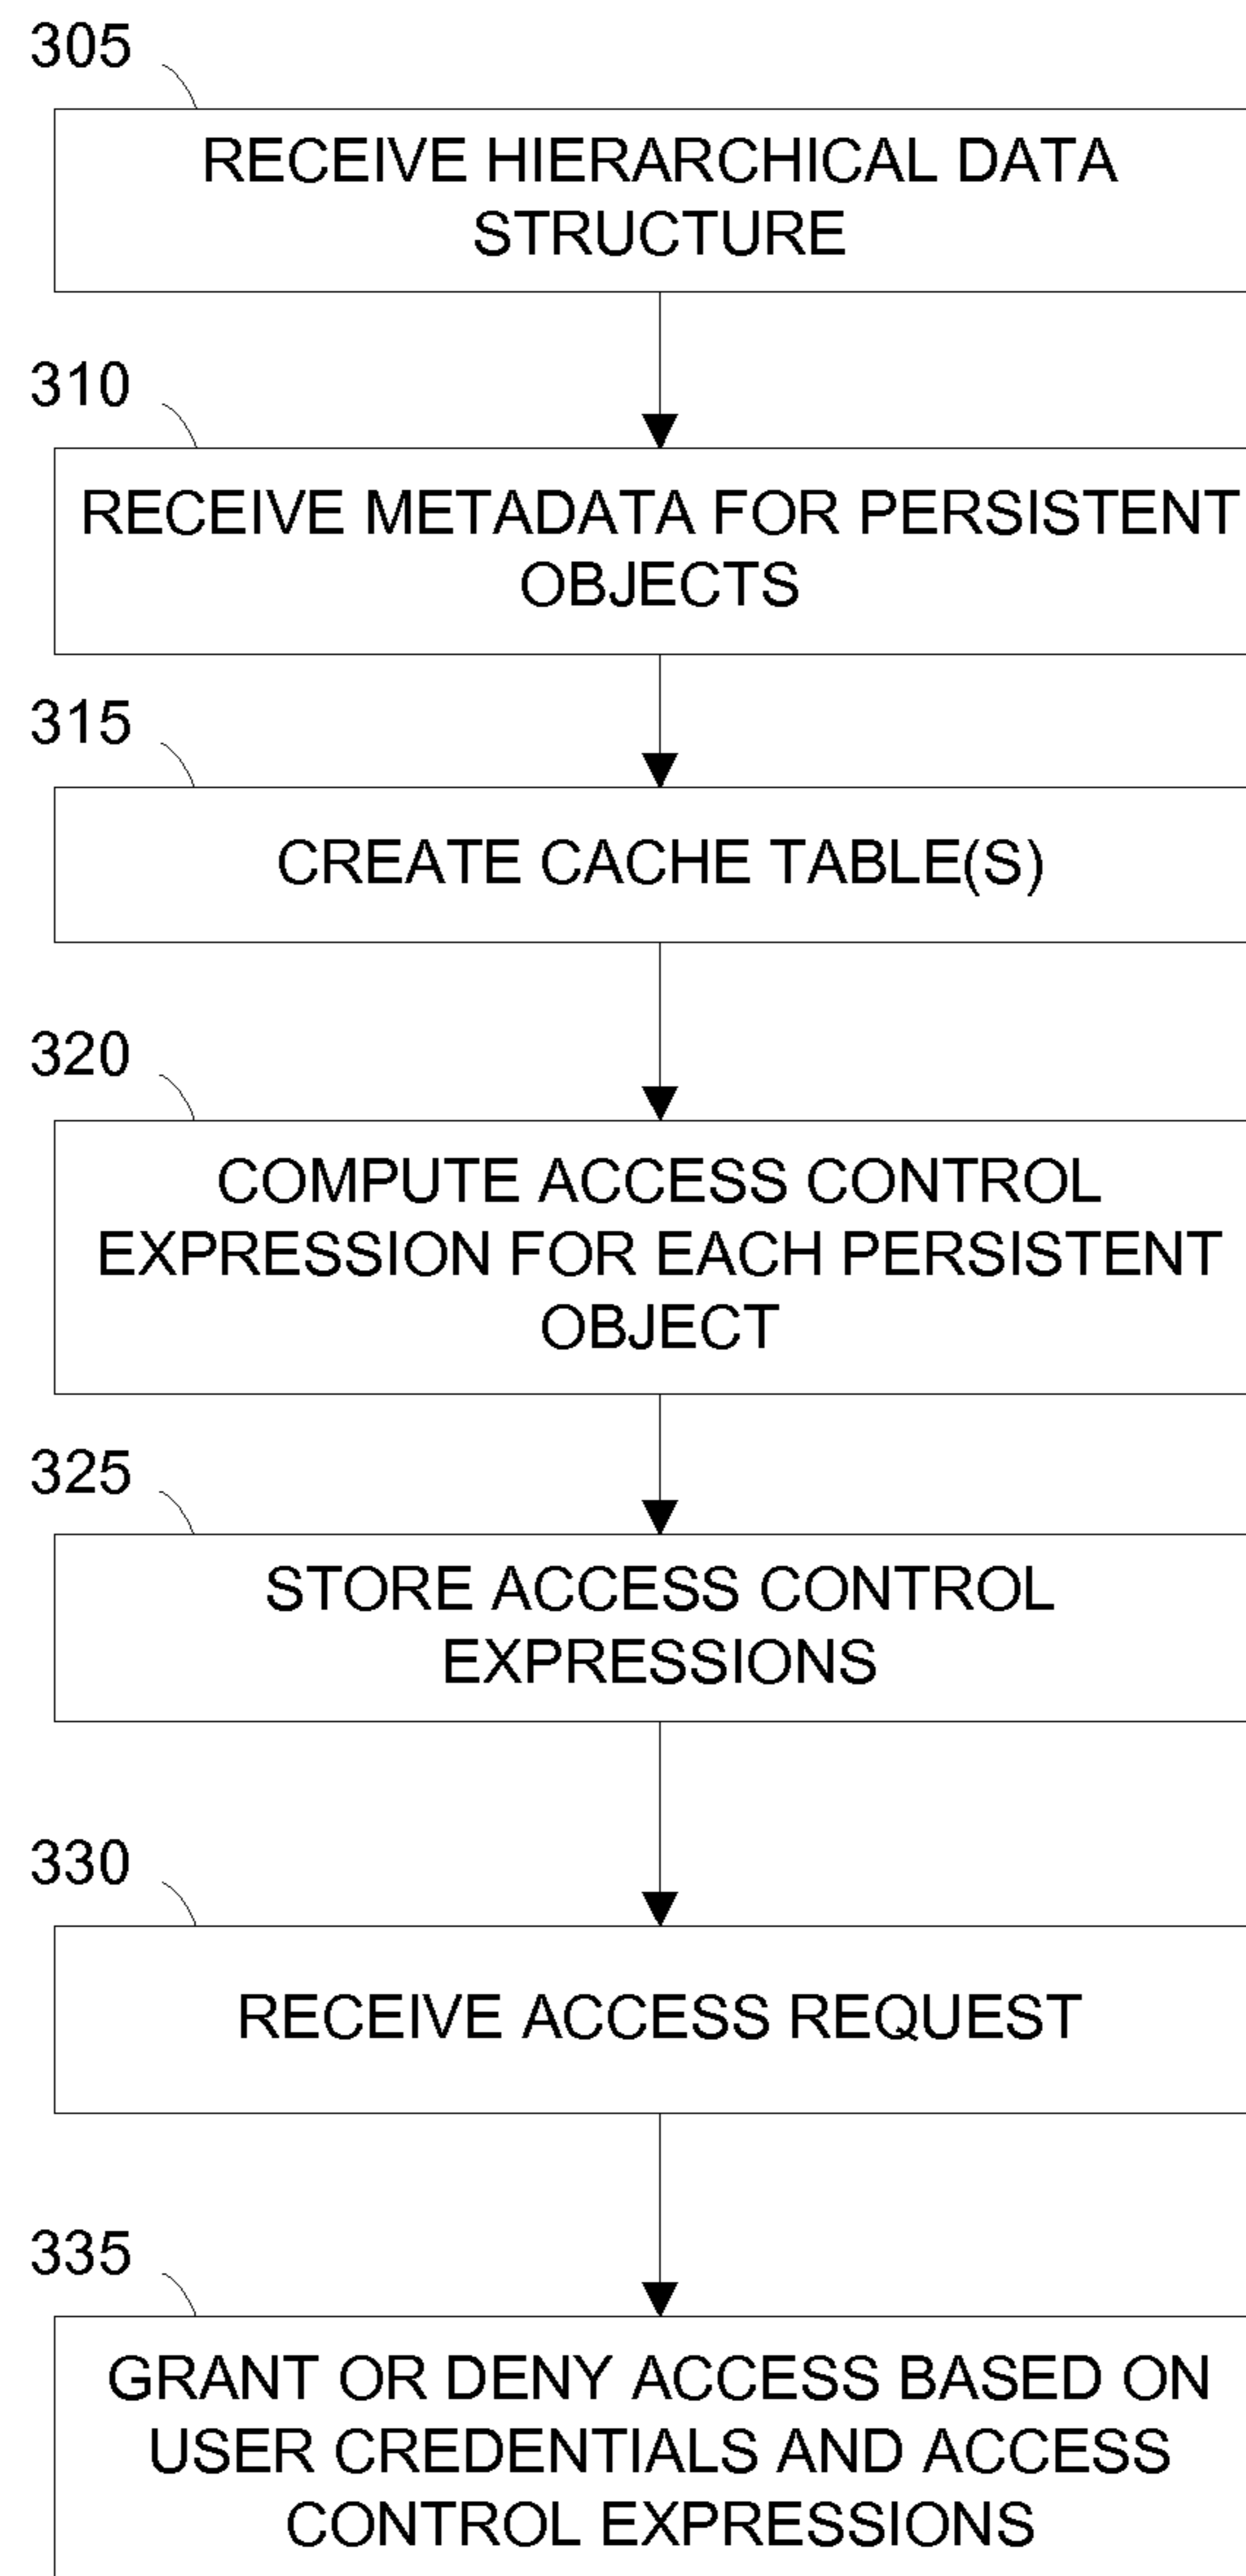 305
RECEIVE HIERARCHICAL DATA
STRUCTURE
310
RECEIVE METADATA FOR PERSISTENT
OBJECTS
315
CREATE CACHE TABLE(S)
320
COMPUTE ACCESS CONTROL
EXPRESSION FOR EACH PERSISTENT
OBJECT
325
STORE ACCESS CONTROL
EXPRESSIONS
330
RECEIVE ACCESS REQUEST
335
GRANT OR DENY ACCESS BASED ON
USER CREDENTIALS AND ACCESS
CONTROL EXPRESSIONS